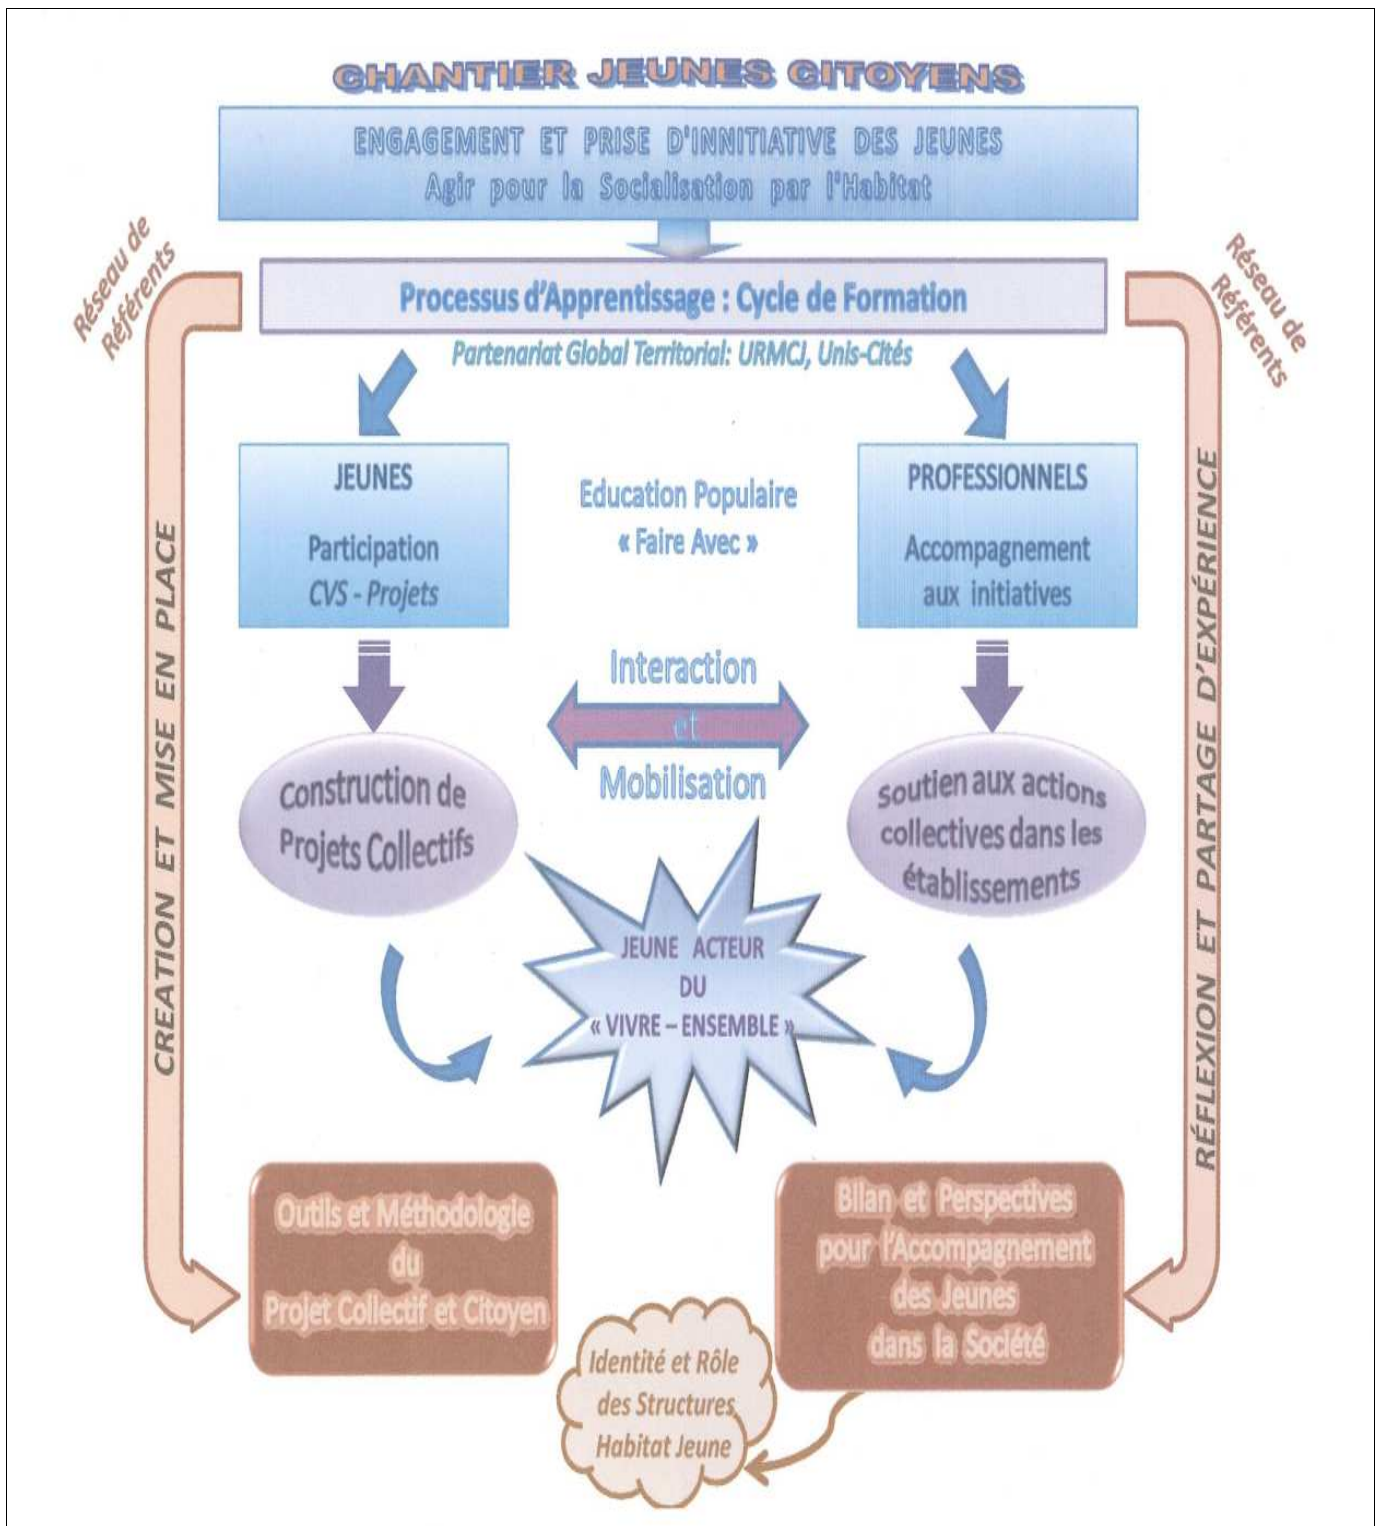 CHANTIER JEUNES CITOYENS
ENGAGEMENT ET PRISE D'INNITIATIVE DES JEUNES
Agir pour la Socialisation par l'Habitat
Réseau de
Référents
Réseau de
Référents
Processus d'Apprentissage : Cycle de Formation
Partenariat Global Territorial: URMCJ, Unis-Cités
JEUNES
Participation
CVS - Projets
Education Populaire
« Faire Avec »
PROFESSIONNELS
Accompagnement
aux initiatives
CREATION ET MISE EN PLACE
RÉFLEXION ET PARTAGE D'EXPÉRIENCE
Interaction
et
Mobilisation
Construction de
Projets Collectifs
Soutien aux actions
collectives dans les
établissements
JEUNE ACTEUR
DU
« VIVRE – ENSEMBLE »
Outils et Méthodologie
du
Projet Collectif et Citoyen
Bilan et Perspectives
pour l'Accompagnement
des Jeunes
dans la Société
Identité et Rôle
des Structures
Habitat Jeune